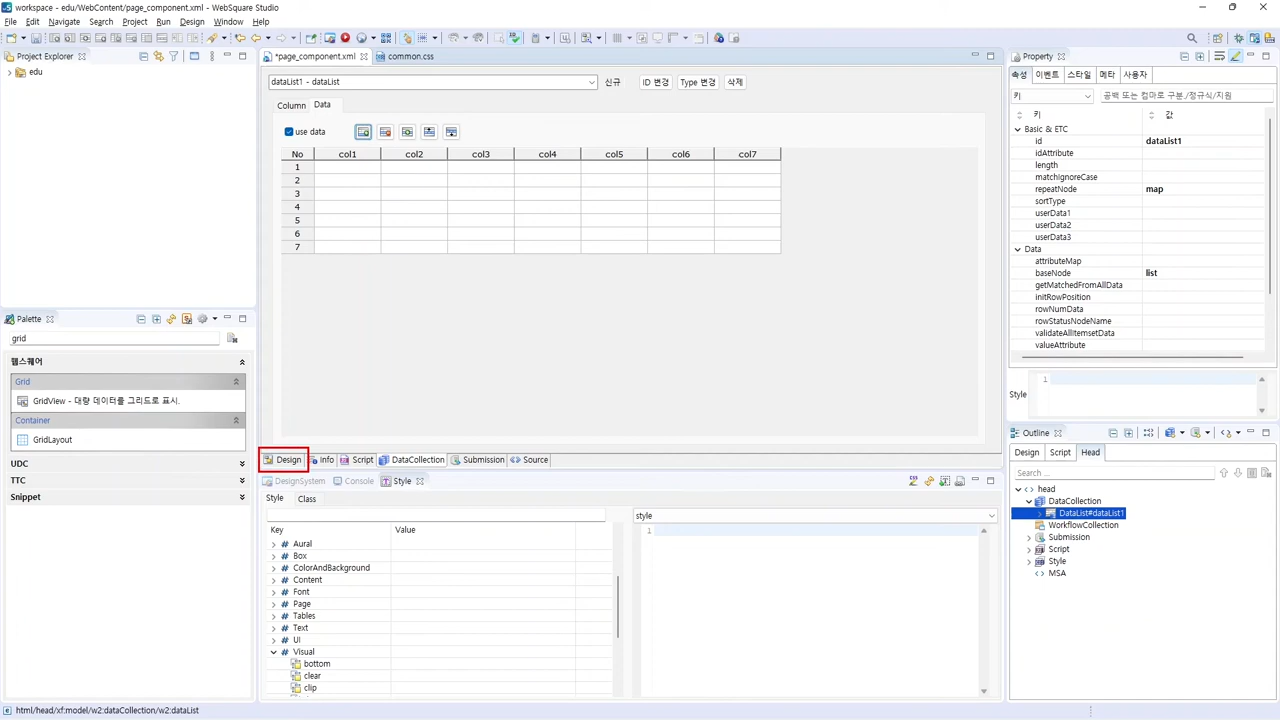 workspace - edu/WebContent/page_component.xml - WebSquare Studio
File Edit Navigate Search Project Run Design Window Help
Project Explorer
edu
*page_component.xml
common.css
dataList1 - dataList
신규
ID 변경
Type 변경
삭제
Column
Data
use data
No col1 col2 col3 col4 col5 col6 col7
1
2
3
4
5
6
7
Design
Info
Script
DataCollection
Submission
Source
Palette
grid
웹스퀘어
Grid
GridView - 대량 데이터를 그리드로 표시.
Container
GridLayout
UDC
TTC
Snippet
DesignSystem
Console
Style
Style
Class
Key Value
Aural
Box
ColorAndBackground
Content
Font
Page
Tables
Text
UI
Visual
bottom
clear
clip
style
1
Property
속성
이벤트
스타일
메타
사용자
키
공백 또는 컴마로 구분./정규식/지원
키 값
Basic & ETC
id dataList1
idAttribute
length
matchIgnoreCase
repeatNode map
sortType
userData1
userData2
userData3
Data
attributeMap
baseNode list
getMatchedFromAllData
initRowPosition
rowNumData
rowStatusNodeName
validateAllItemsetData
valueAttribute
Style
1
Outline
Design
Script
Head
Search ...
head
DataCollection
DataList#dataList1
WorkflowCollection
Submission
Script
Style
MSA
html/head/xf:model/w2:dataCollection/w2:dataList